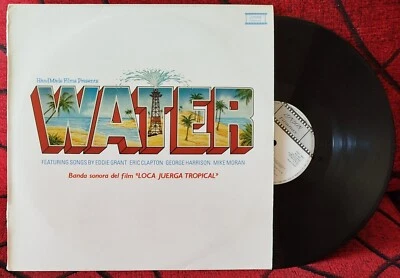 HandMade Films Presents
WATER
FEATURING SONGS BY EDDIE GRANT · ERIC CLAPTON · GEORGE HARRISON · MIKE MORAN
Banda sonora del film "LOCA JUERGA TROPICAL"